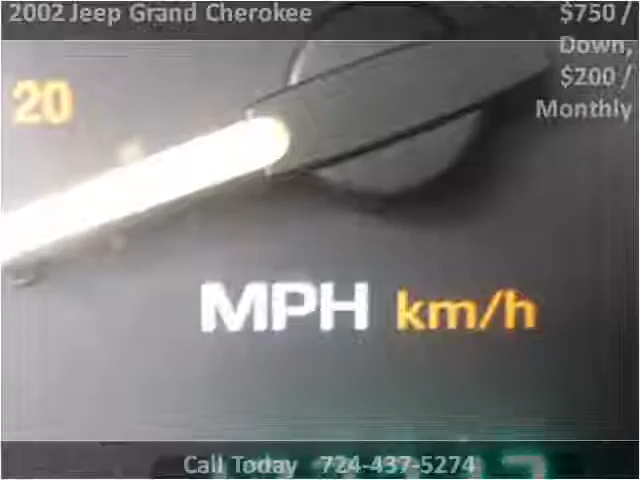 2002 Jeep Grand Cherokee
$750 /
Down,
$200 /
Monthly
20
MPH km/h
Call Today 724-437-5274